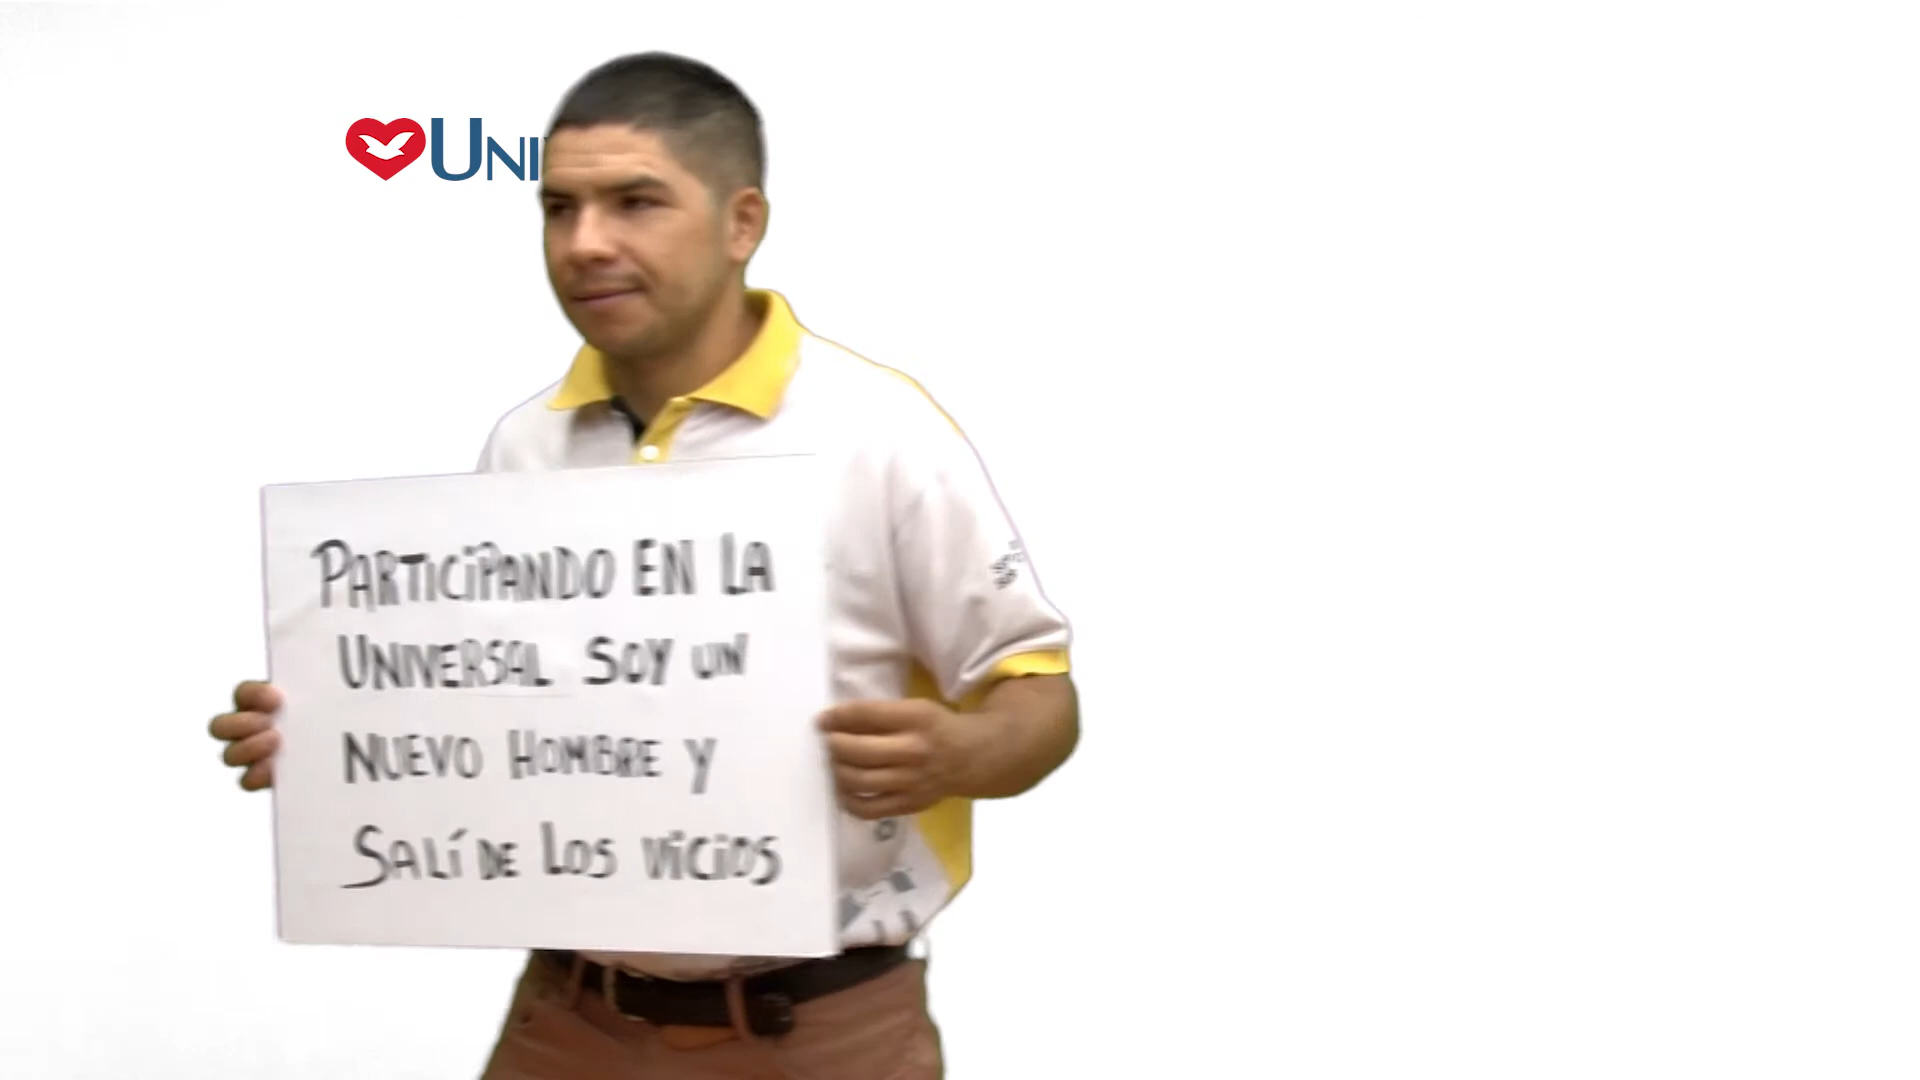 UNI
PARTICIPANDO EN LA
UNIVERSAL SOY UN
NUEVO HOMBRE Y
SALÍ DE LOS VICIOS